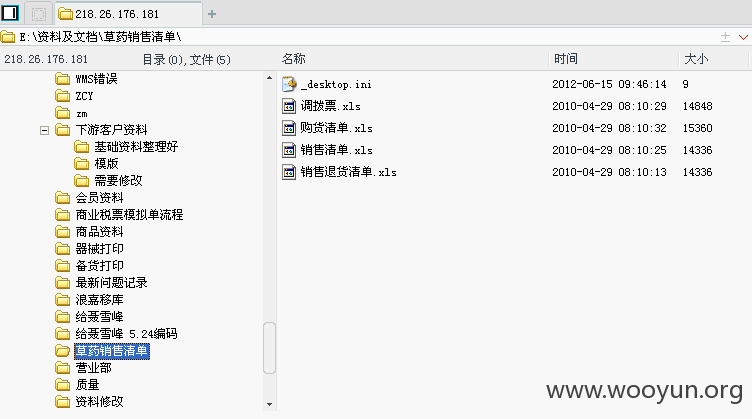 218.26.176.181
E:\资料及文档\草药销售清单\
218.26.176.181 目录(0),文件(5) 名称 时间 大小
WMS错误
ZCY
zm
下游客户资料
基础资料整理好
模版
需要修改
会员资料
商业税票模拟单流程
商品资料
器械打印
备货打印
最新问题记录
浪嘉移库
给聂雪峰
给聂雪峰 5.24编码
草药销售清单
营业部
质量
资料修改
_desktop.ini 2012-06-15 09:46:14 9
调拨票.xls 2010-04-29 08:10:29 14848
购货清单.xls 2010-04-29 08:10:32 15360
销售清单.xls 2010-04-29 08:10:25 14336
销售退货清单.xls 2010-04-29 08:10:13 14336
www.wooyun.org